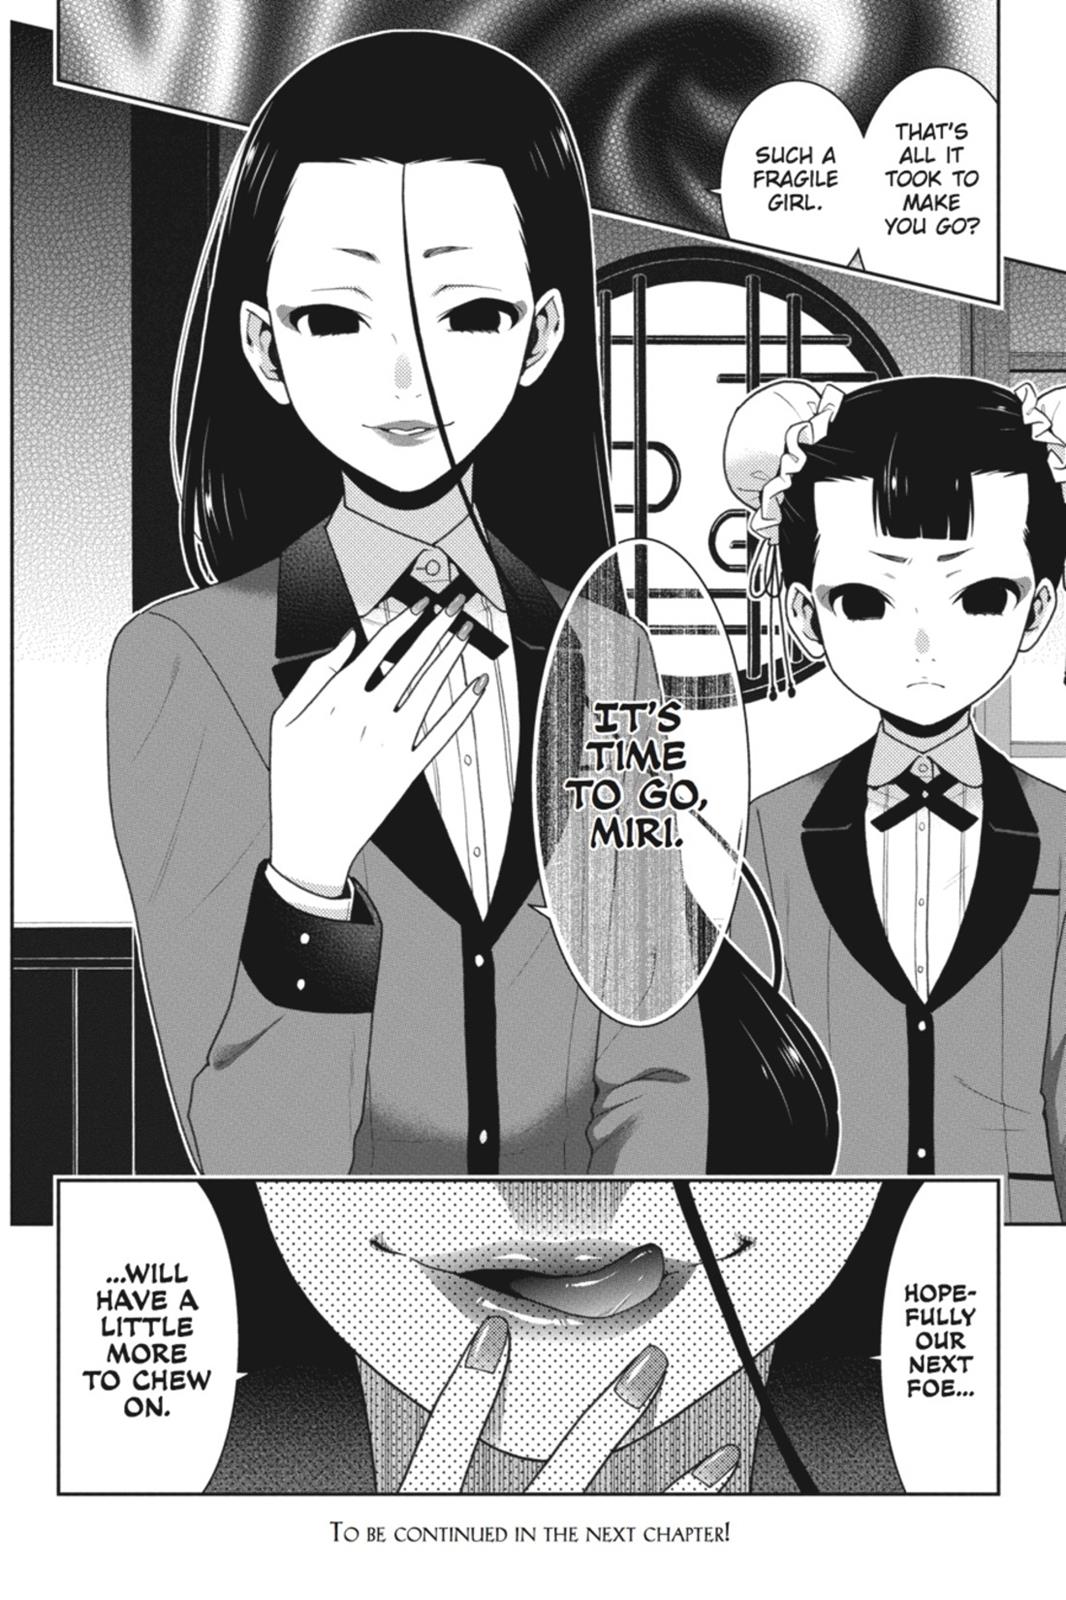 THAT'S
ALL IT
TOOK TO
MAKE
YOU GO?
SUCH A
FRAGILE
GIRL.
IT'S
TIME
TO GO,
MIRI.
HOPE-
FULLY
OUR
NEXT
FOE...
...WILL
HAVE A
LITTLE
MORE
TO CHEW
ON.
To be continued in the next chapter!